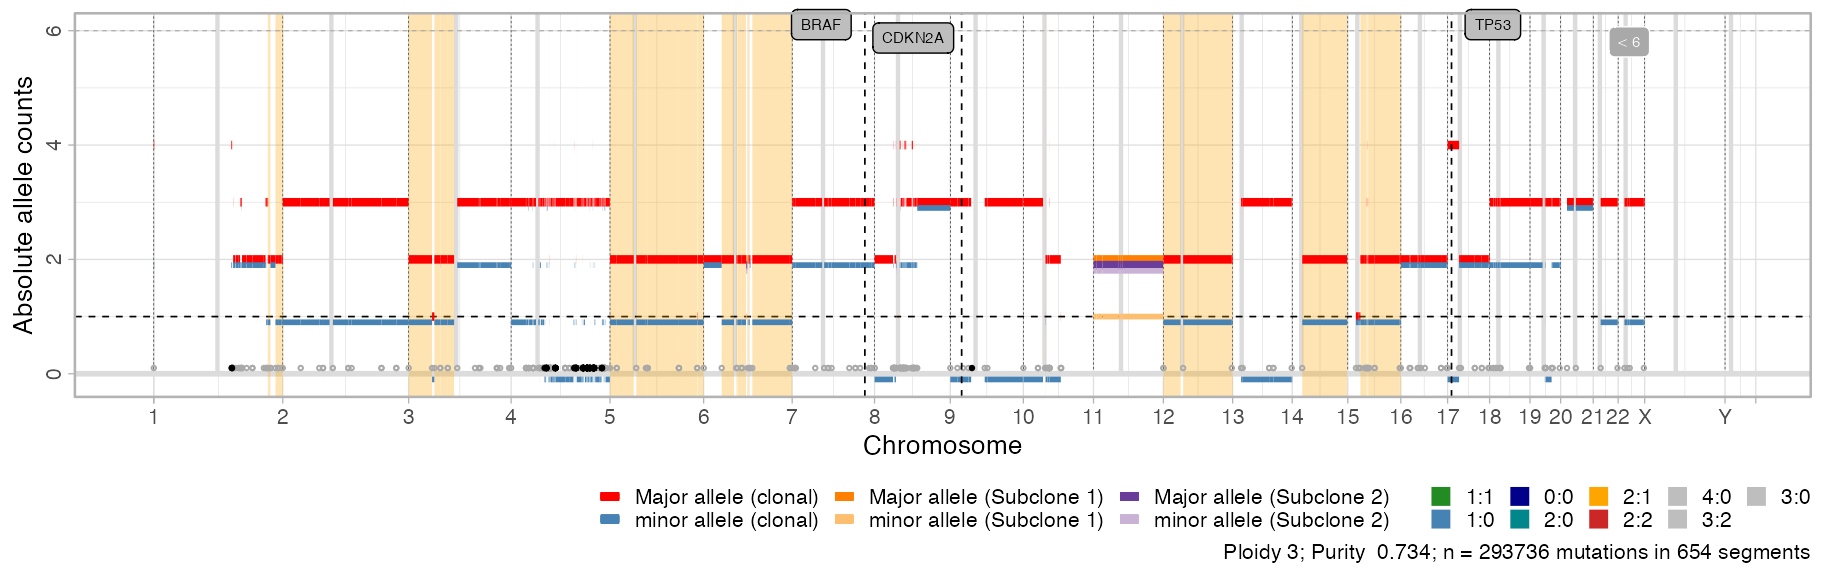 BRAF
CDKN2A
TP53
< 6
6
4
2
0
Absolute allele counts
1 2 3 4 5 6 7 8 9 10 11 12 13 14 15 16 17 18 19 20 21 22 X Y
Chromosome
Major allele (clonal) Major allele (Subclone 1) Major allele (Subclone 2) 1:1 0:0 2:1 4:0 3:0
minor allele (clonal) minor allele (Subclone 1) minor allele (Subclone 2) 1:0 2:0 2:2 3:2
Ploidy 3; Purity 0.734; n = 293736 mutations in 654 segments